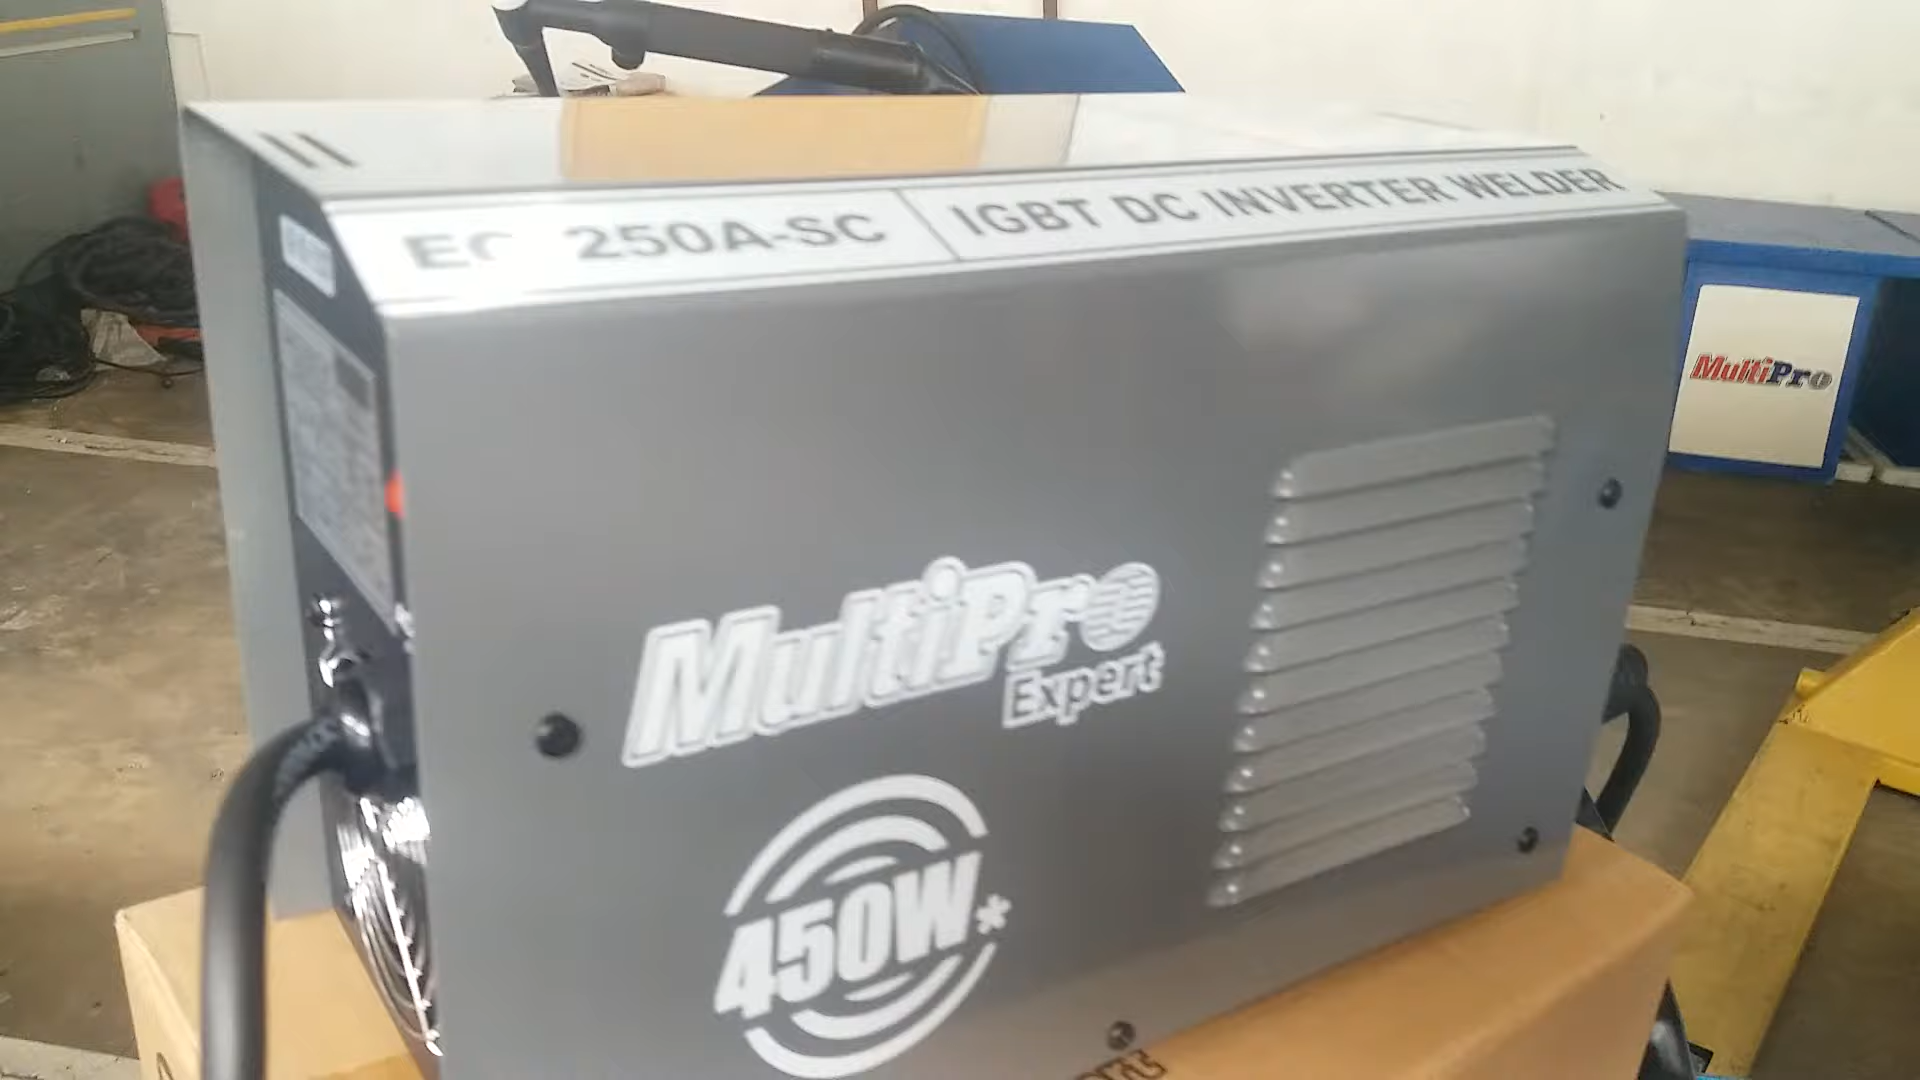 250A-SC IGBT DC INVERTER WELDER
MultiPro
MultiPro
Expert
450W*